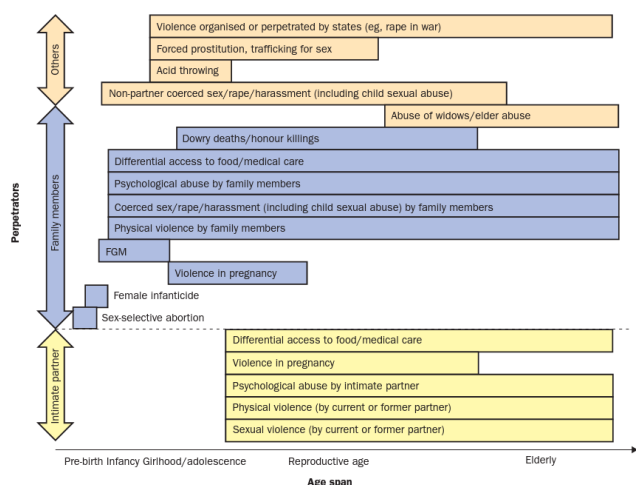 Violence organised or perpetrated by states (eg, rape in war)
Forced prostitution, trafficking for sex
Acid throwing
Non-partner coerced sex/rape/harassment (including child sexual abuse)
Abuse of widows/elder abuse
Dowry deaths/honour killings
Differential access to food/medical care
Psychological abuse by family members
Coerced sex/rape/harassment (including child sexual abuse) by family members
Physical violence by family members
FGM
Violence in pregnancy
Female infanticide
Sex-selective abortion
Differential access to food/medical care
Violence in pregnancy
Psychological abuse by intimate partner
Physical violence (by current or former partner)
Sexual violence (by current or former partner)
Others
Family members
Intimate partner
Perpetrators
Pre-birth Infancy Girlhood/adolescence
Reproductive age
Elderly
Age span